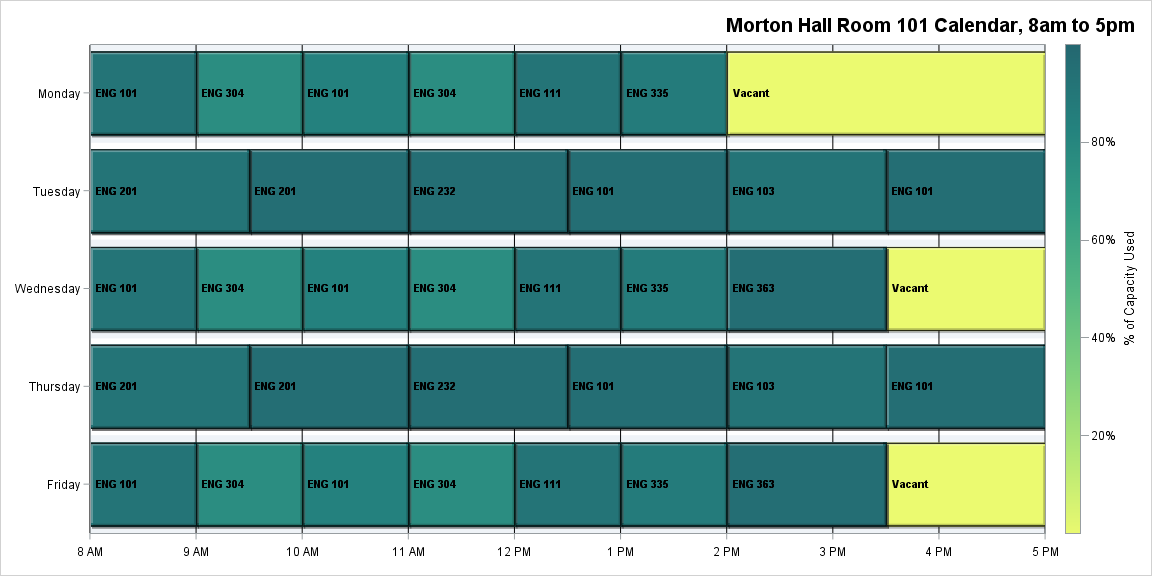 Morton Hall Room 101 Calendar, 8am to 5pm
Monday
ENG 101 ENG 304 ENG 101 ENG 304 ENG 111 ENG 335 Vacant
80%
Tuesday
ENG 201 ENG 201 ENG 232 ENG 101 ENG 103 ENG 101
60%
Wednesday
ENG 101 ENG 304 ENG 101 ENG 304 ENG 111 ENG 335 ENG 363 Vacant
% of Capacity Used
40%
Thursday
ENG 201 ENG 201 ENG 232 ENG 101 ENG 103 ENG 101
20%
Friday
ENG 101 ENG 304 ENG 101 ENG 304 ENG 111 ENG 335 ENG 363 Vacant
8 AM 9 AM 10 AM 11 AM 12 PM 1 PM 2 PM 3 PM 4 PM 5 PM